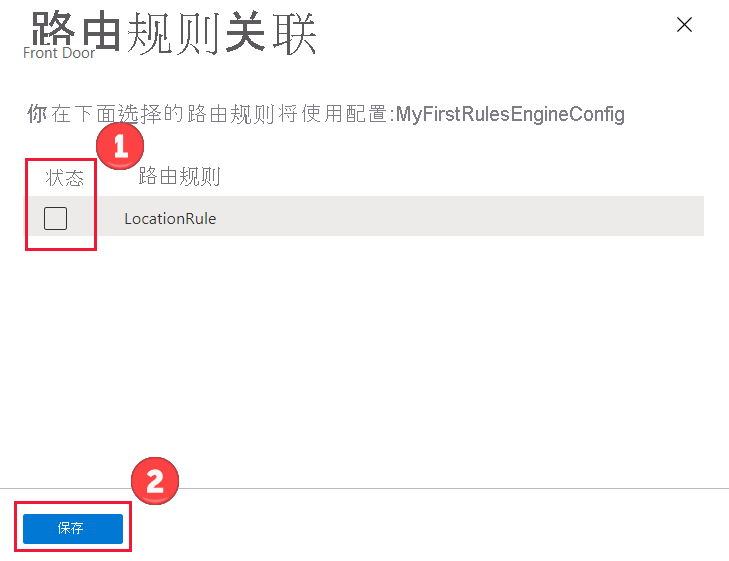 路由规则关联
Front Door
你在下面选择的路由规则将使用配置:MyFirstRulesEngineConfig
1
状态 路由规则
LocationRule
2
保存